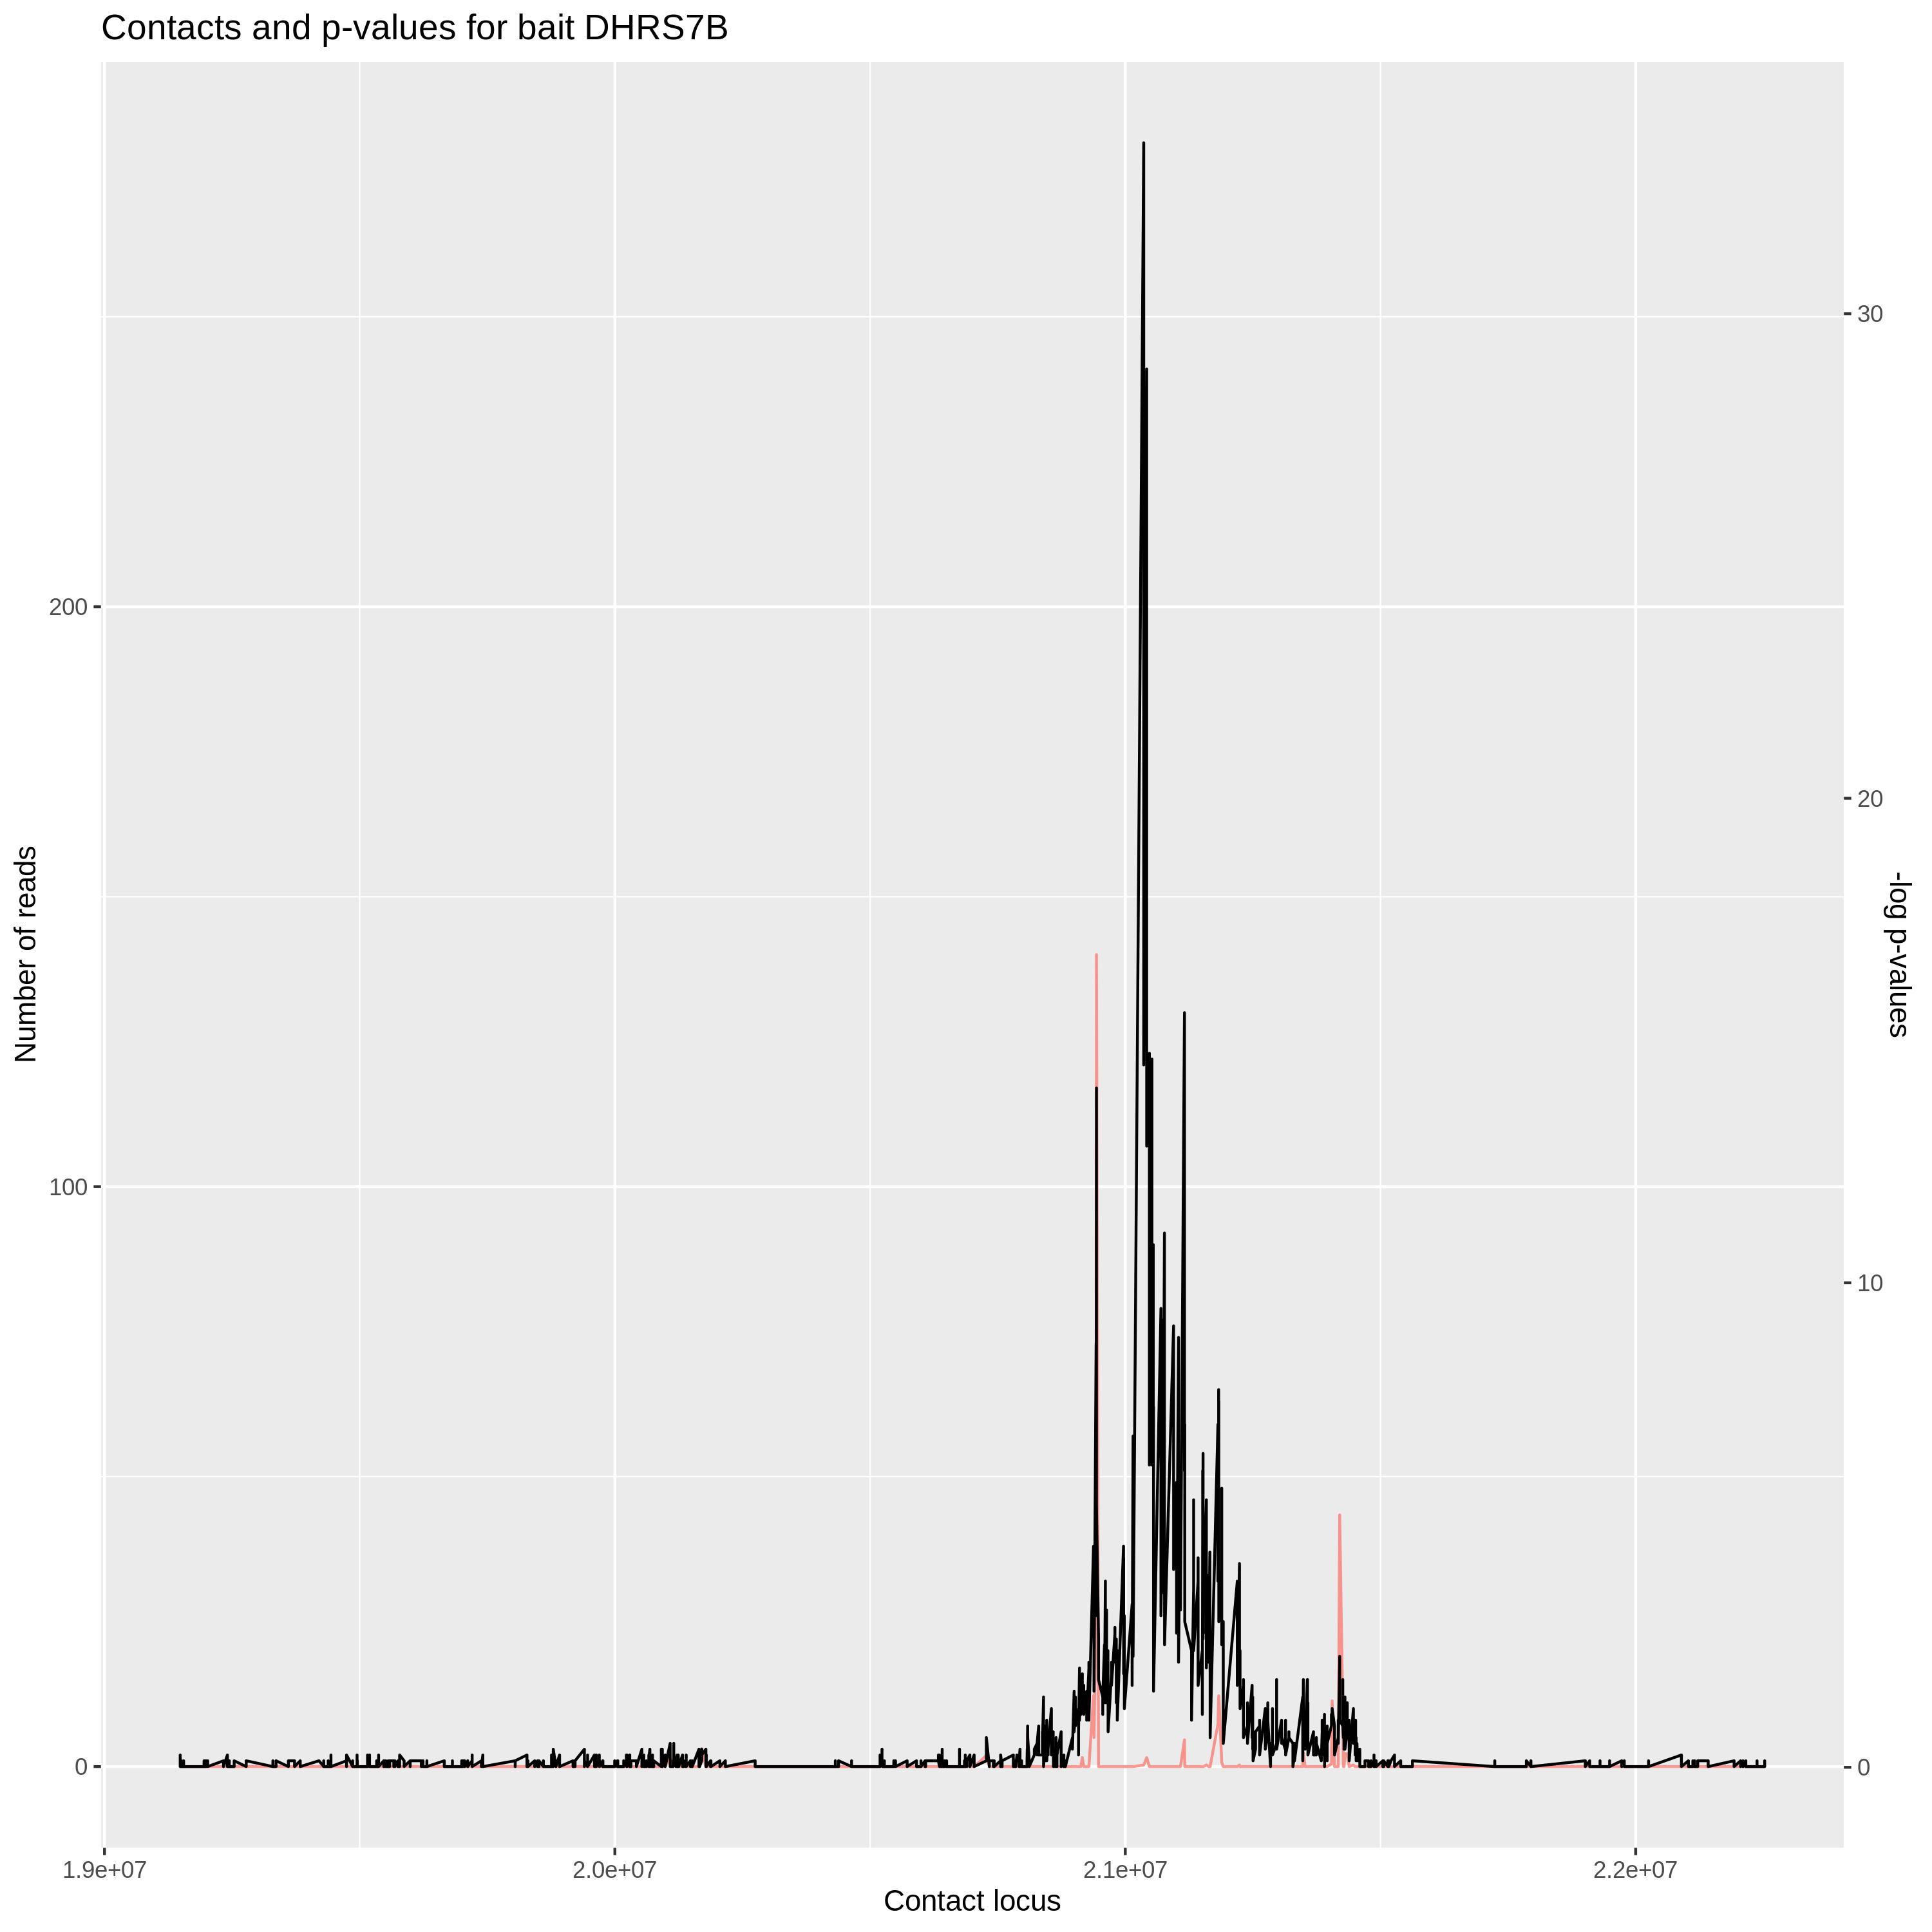 Contacts and p-values for bait DHRS7B
Number of reads
200
100
0
30
20
10
0
-log p-values
1.9e+07
2.0e+07
2.1e+07
2.2e+07
Contact locus